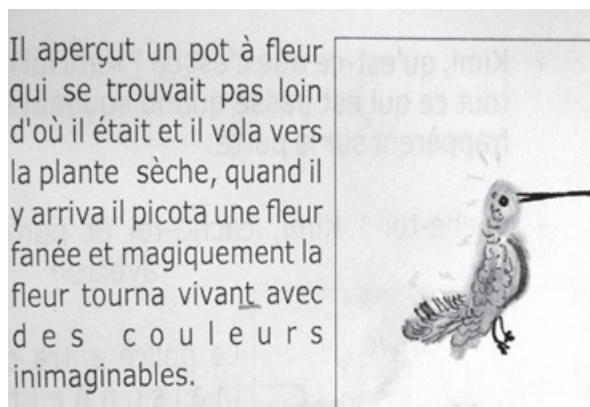 Il aperçut un pot à fleur
qui se trouvait pas loin
d'où il était et il vola vers
la plante sèche, quand il
y arriva il picota une fleur
fanée et magiquement la
fleur tourna vivant avec
des couleurs
inimaginables.